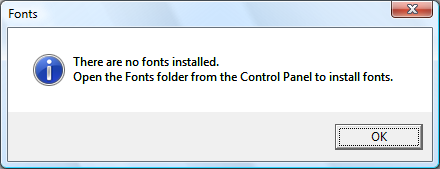 Fonts
There are no fonts installed.
Open the Fonts folder from the Control Panel to install fonts.
OK